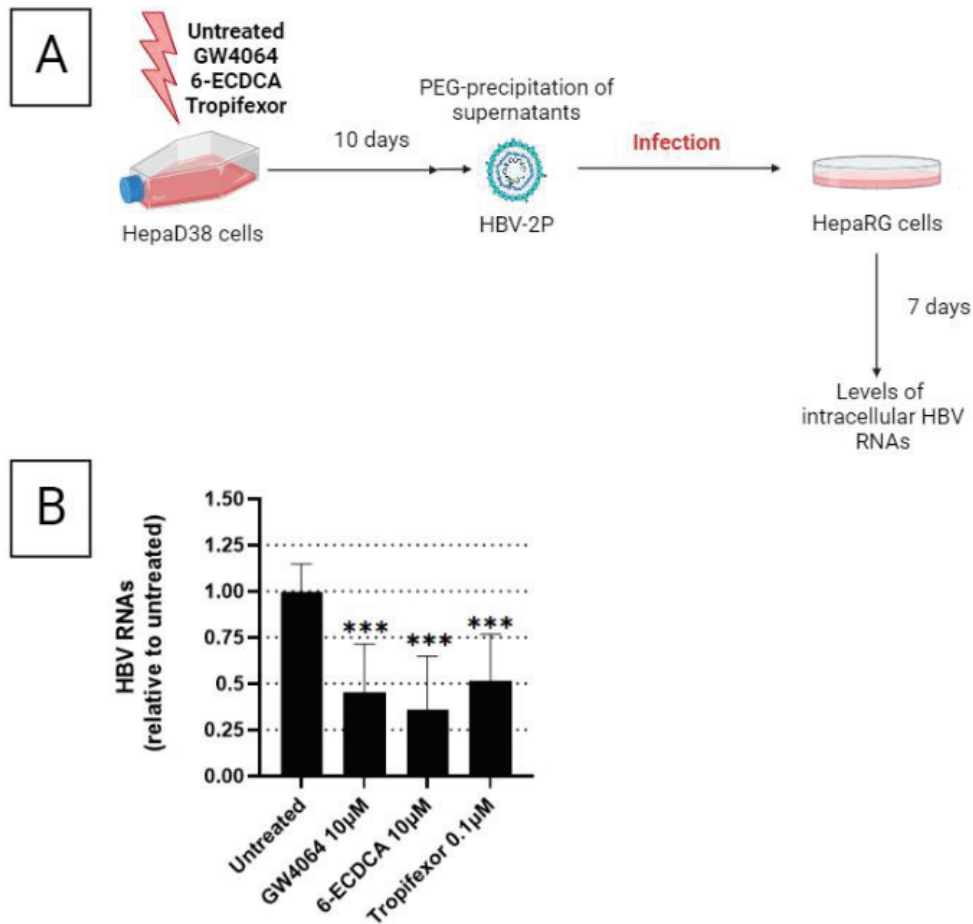 A
Untreated
GW4064
6-ECDCA
Tropifexor
HepaD38 cells
10 days
PEG-precipitation of
supernatants
HBV-2P
Infection
HepaRG cells
7 days
Levels of
intracellular HBV
RNAs
B
HBV RNAs
(relative to untreated)
1.50
1.25
1.00
0.75
0.5
0.25
0.00
***
***
***
Untreated
GW4064 10µM
6-ECDCA 10µM
Tropifexor 0.1µM